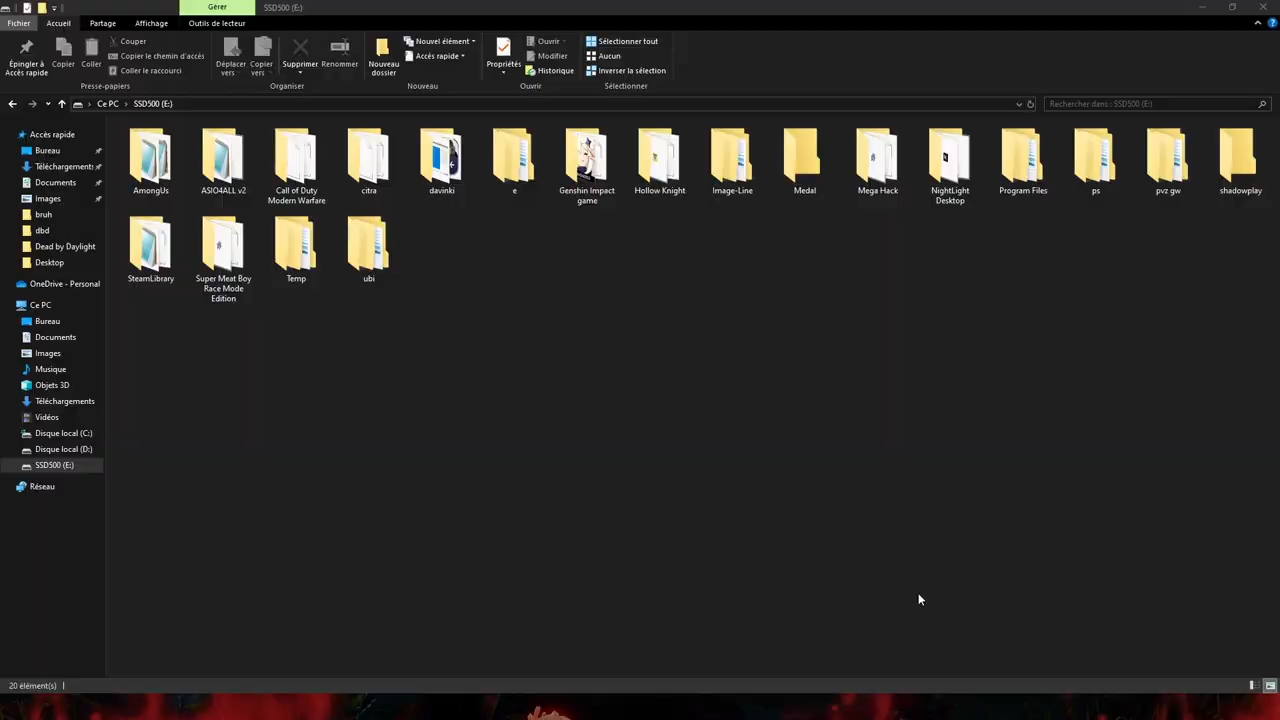 Gérer
SSD500 (E:)
Fichier
Accueil
Partage
Affichage
Outils de lecteur
Épingler à
Accès rapide
Copier
Coller
Couper
Copier le chemin d'accès
Coller le raccourci
Déplacer
vers
Copier
vers
Supprimer
Renommer
Nouveau
dossier
Nouvel élément
Accès rapide
Propriétés
Ouvrir
Modifier
Historique
Sélectionner tout
Aucun
Inverser la sélection
Presse-papiers
Organiser
Nouveau
Ouvrir
Sélectionner
Ce PC
SSD500 (E:)
Rechercher dans : SSD500 (E:)
Accès rapide
Bureau
Téléchargements
Documents
Images
bruh
dbd
Dead by Daylight
Desktop
OneDrive - Personal
Ce PC
Bureau
Documents
Images
Musique
Objets 3D
Téléchargements
Vidéos
Disque local (C:)
Disque local (D:)
SSD500 (E:)
Réseau
AmongUs
ASIO4ALL v2
Call of Duty
Modern Warfare
citra
davinki
e
Genshin Impact
game
Hollow Knight
Image-Line
Medal
Mega Hack
NightLight
Desktop
Program Files
ps
pvz gw
shadowplay
SteamLibrary
Super Meat Boy
Race Mode
Edition
Temp
ubi
20 élément(s)